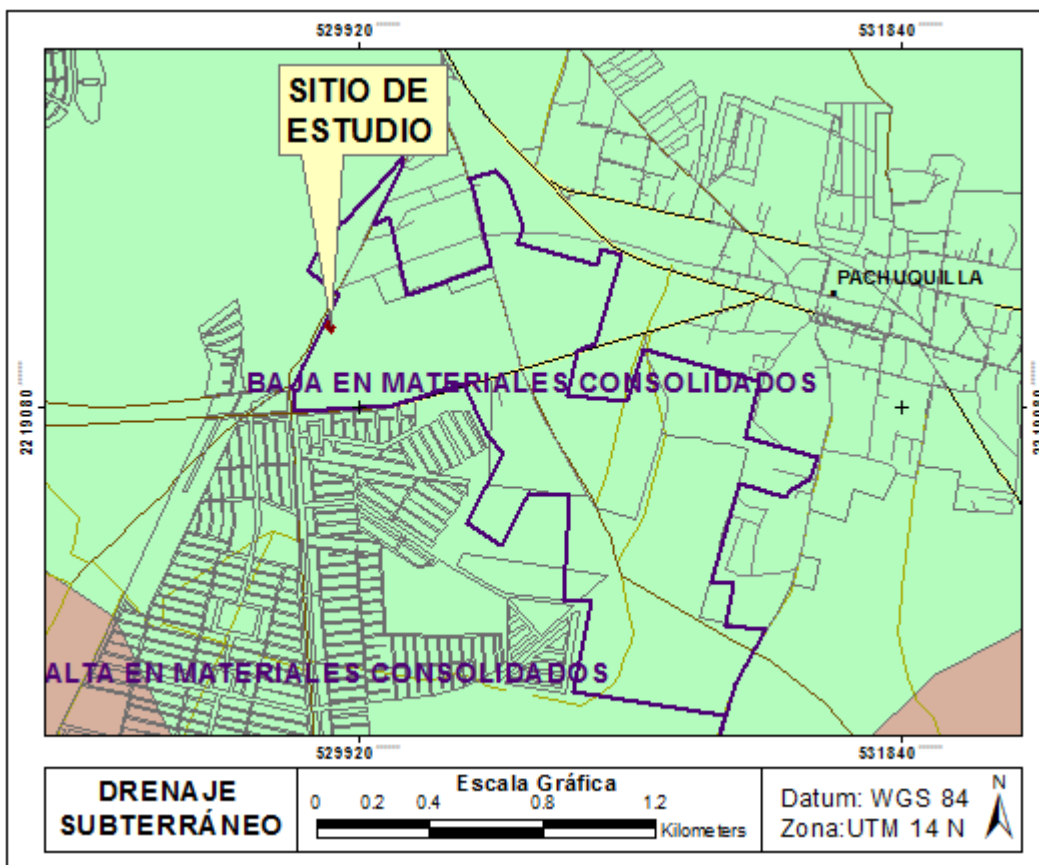 529920
531840
SITIO DE
ESTUDIO
PACHUQUILLA
BAJA EN MATERIALES CONSOLIDADOS
2219080
2219080
ALTA EN MATERIALES CONSOLIDADOS
529920
531840
DRENAJE
SUBTERRÁNEO
Escala Gráfica
0 0.2 0.4 0.8 1.2
Kilometers
Datum: WGS 84
Zona:UTM 14 N
N